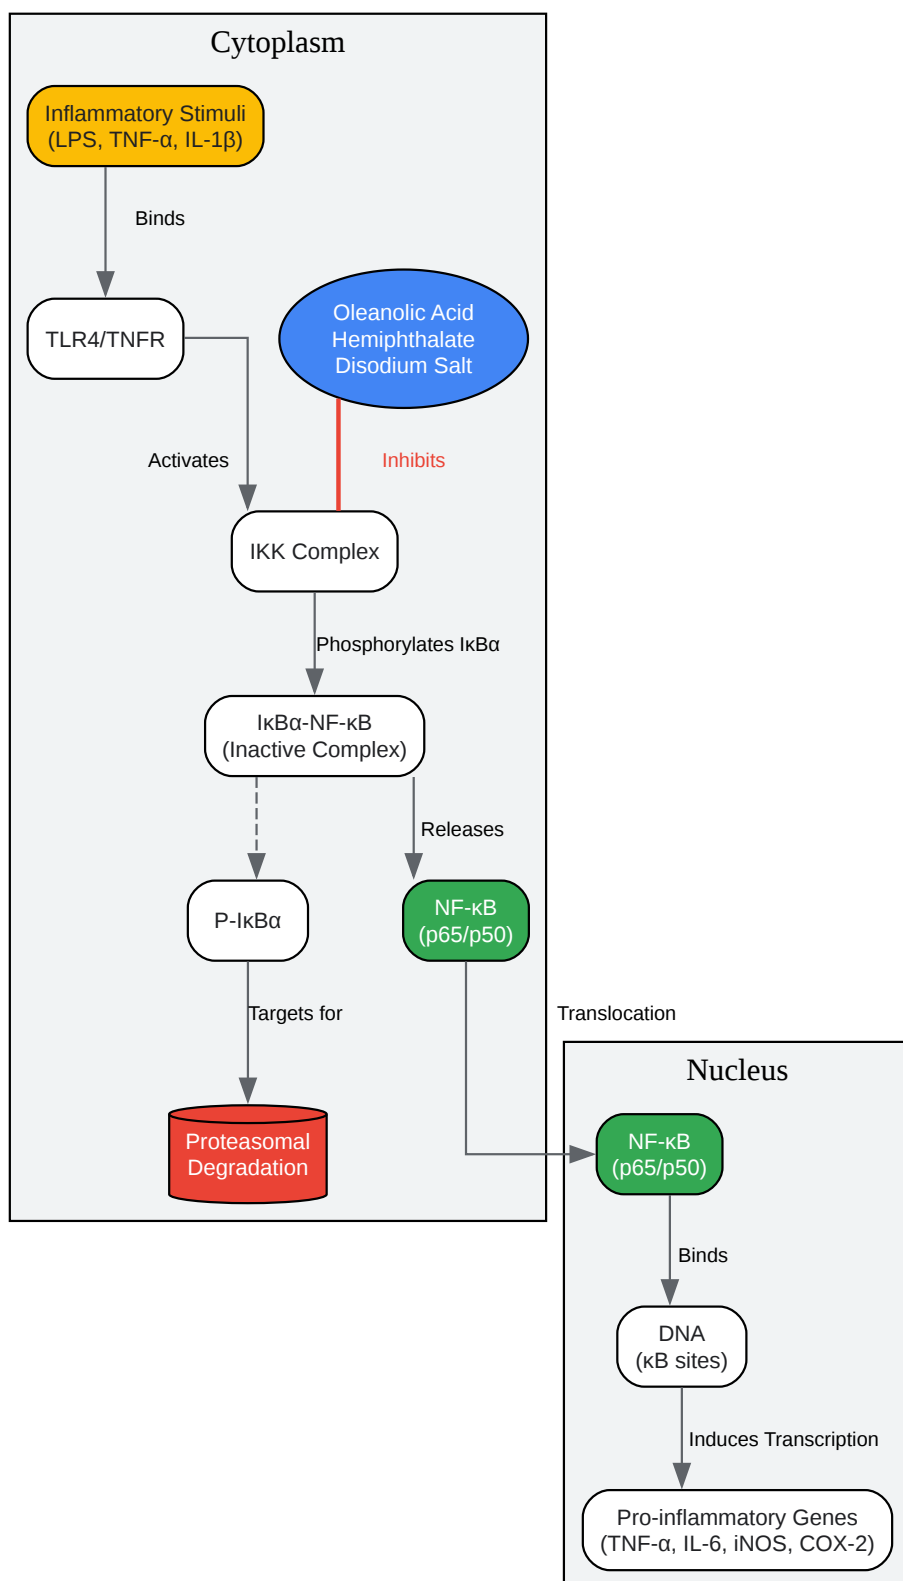 Cytoplasm
Inflammatory Stimuli
(LPS, TNF-α, IL-1β)
Binds
TLR4/TNFR
Oleanolic Acid
Hemiphthalate
Disodium Salt
Activates
Inhibits
IKK Complex
Phosphorylates IκBα
IκBα-NF-κB
(Inactive Complex)
Releases
P-IκBα
NF-κB
(p65/p50)
Targets for
Translocation
Proteasomal
Degradation
Nucleus
NF-κB
(p65/p50)
Binds
DNA
(κB sites)
Induces Transcription
Pro-inflammatory Genes
(TNF-α, IL-6, iNOS, COX-2)